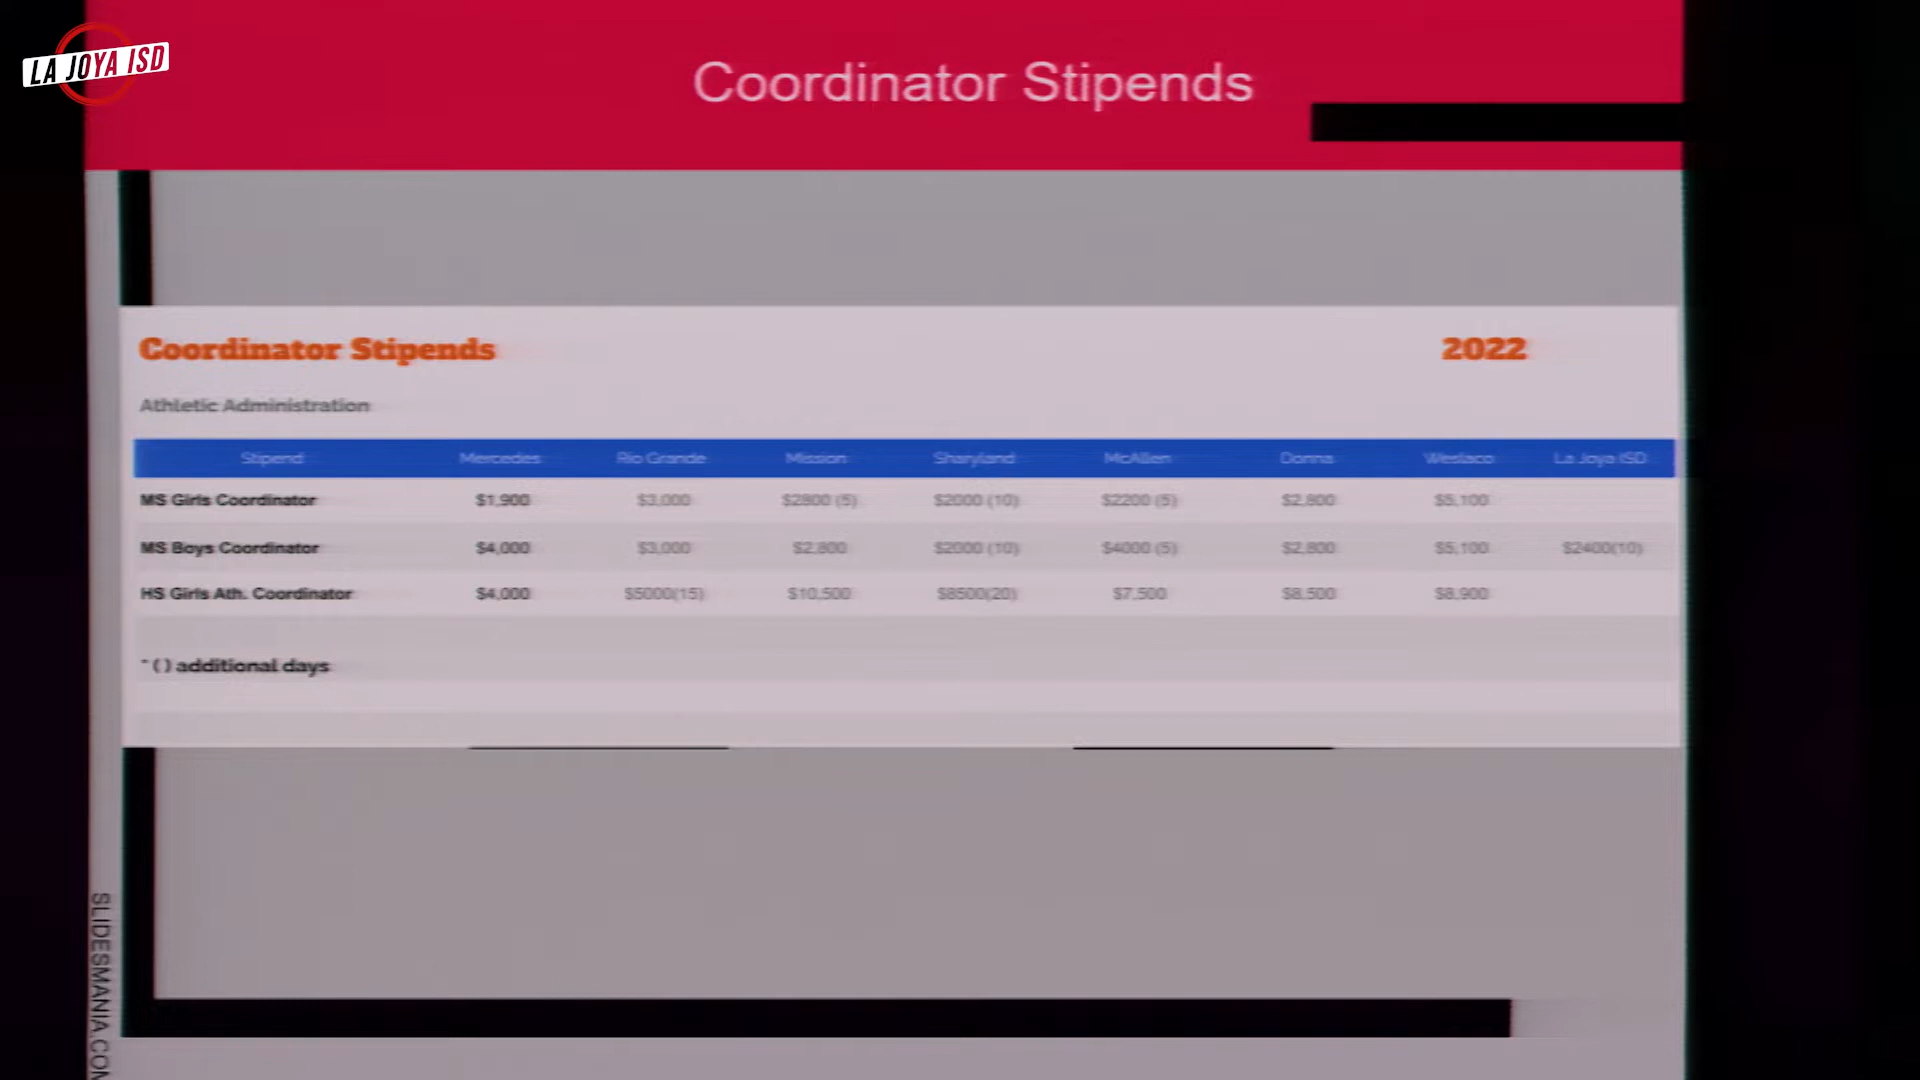 LA JOYA ISD
Coordinator Stipends
Coordinator Stipends 2022
Athletic Administration
Stipend Mercedes Rio Grande Mission Sharyland McAllen Donna Weslaco La Joya ISD
MS Girls Coordinator $1,900 $3,000 $2800 (5) $2000 (10) $2200 (5) $2,800 $5,100
MS Boys Coordinator $4,000 $3,000 $2,800 $2000 (10) $4000 (5) $2,800 $5,100 $2400(10)
HS Girls Ath. Coordinator $4,000 $5000(15) $10,500 $8500(20) $7,500 $8,500 $8,900
* ( ) additional days
SLIDESMANIA.COM